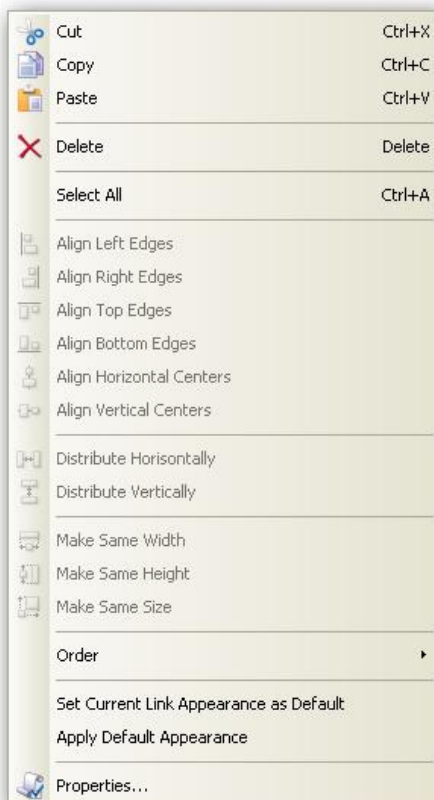 Cut Ctrl+X
Copy Ctrl+C
Paste Ctrl+V
Delete Delete
Select All Ctrl+A
Align Left Edges
Align Right Edges
Align Top Edges
Align Bottom Edges
Align Horizontal Centers
Align Vertical Centers
Distribute Horisontally
Distribute Vertically
Make Same Width
Make Same Height
Make Same Size
Order
Set Current Link Appearance as Default
Apply Default Appearance
Properties...